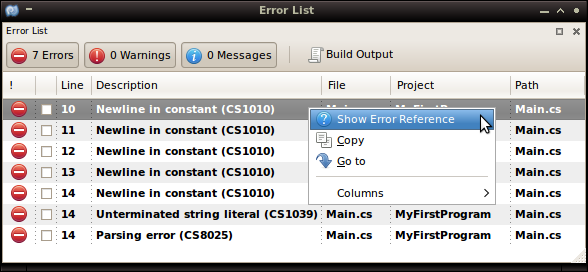 Error List
Error List
7 Errors 0 Warnings 0 Messages Build Output
! Line Description File Project Path
10 Newline in constant (CS1010) Main.cs
Show Error Reference
11 Newline in constant (CS1010) Main.cs
Copy
12 Newline in constant (CS1010) Main.cs
Go to
13 Newline in constant (CS1010) Main.cs
14 Newline in constant (CS1010) Main.cs
Columns
14 Unterminated string literal (CS1039) Main.cs MyFirstProgram Main.cs
14 Parsing error (CS8025) Main.cs MyFirstProgram Main.cs